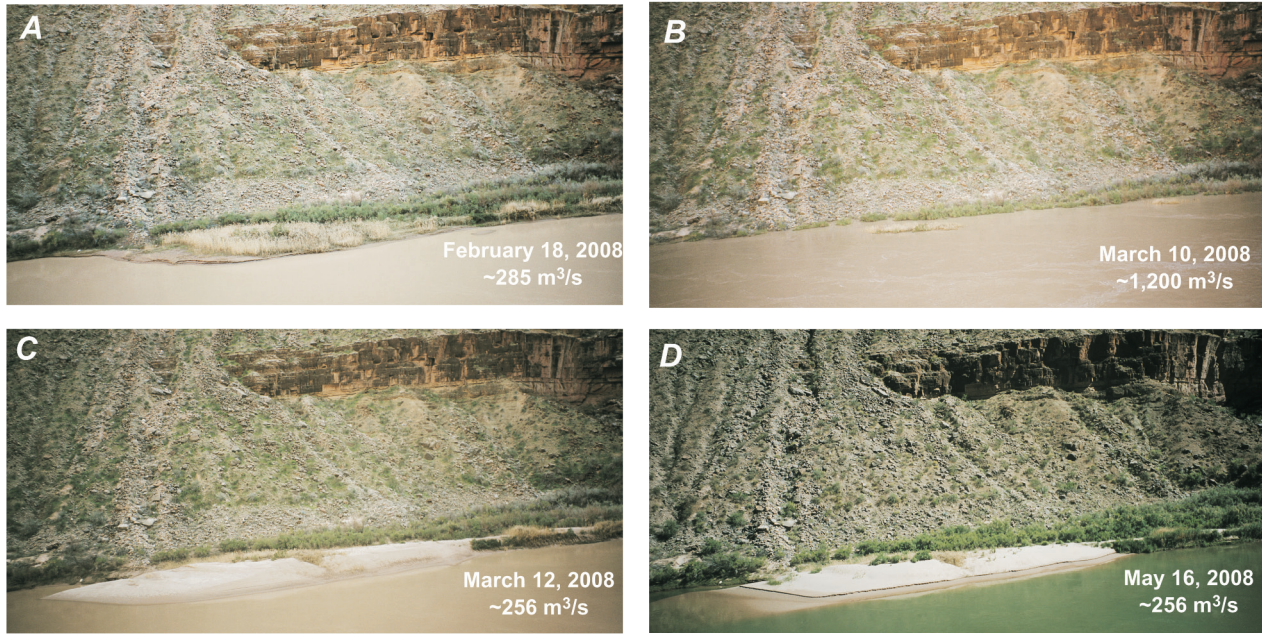 A
February 18, 2008
~285 m³/s
B
March 10, 2008
~1,200 m³/s
C
March 12, 2008
~256 m³/s
D
May 16, 2008
~256 m³/s